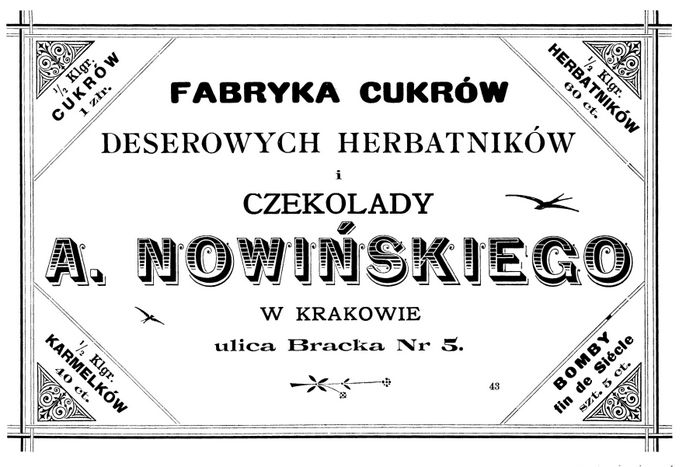 ½ Klgr.
CUKRÓW
1 złr.
½ Klgr.
HERBATNIKÓW
60 ct.
FABRYKA CUKRÓW
DESEROWYCH HERBATNIKÓW
i
CZEKOLADY
A. NOWIŃSKIEGO
W KRAKOWIE
ulica Bracka Nr 5.
½ Klgr.
KARMELKÓW
40 ct.
43
BOMBY
fin de Siécle
szt. 5 ct.